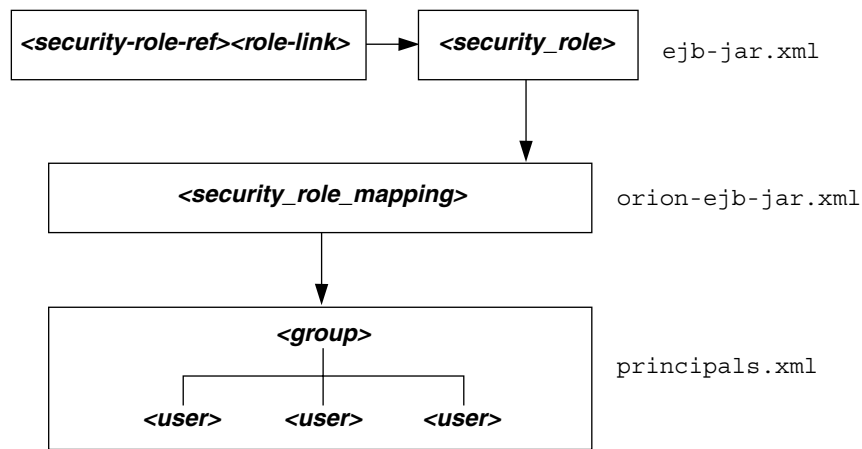 <security-role-ref><role-link>
<security_role>
ejb-jar.xml
<security_role_mapping>
orion-ejb-jar.xml
<group>
principals.xml
<user> <user> <user>